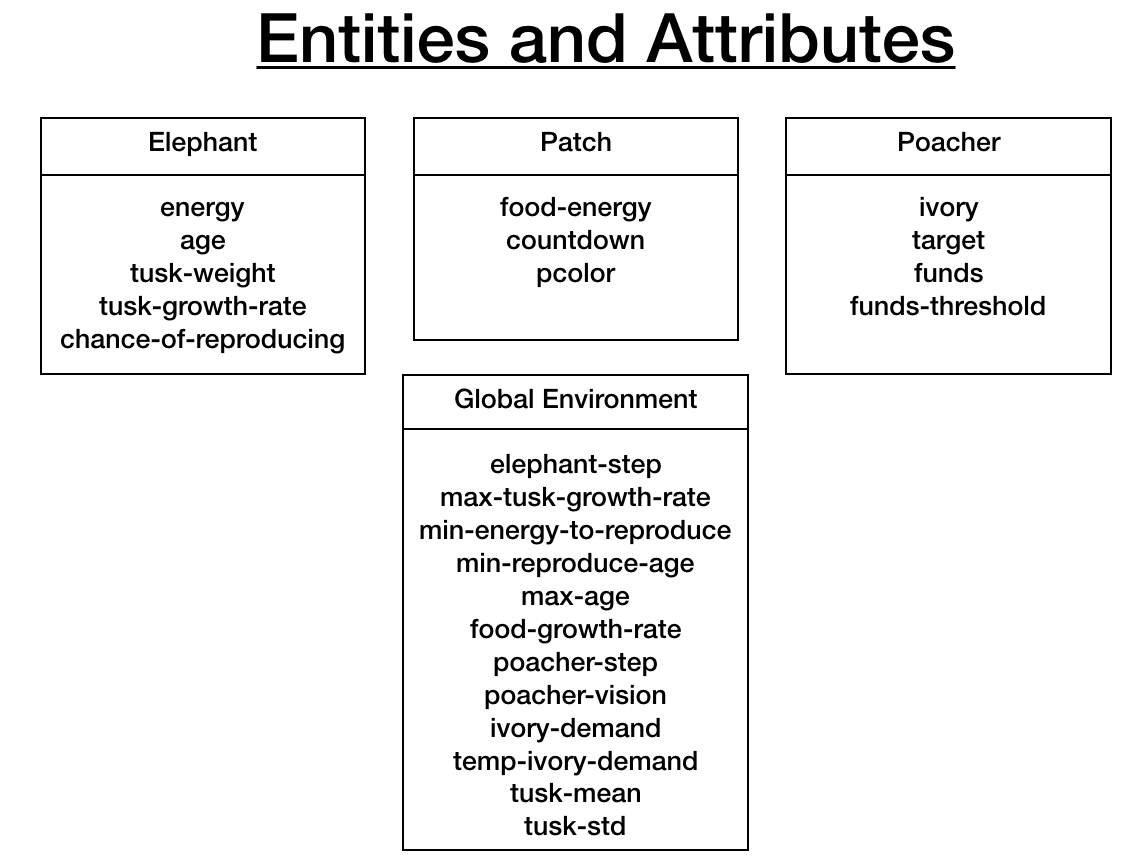 Entities and Attributes
Elephant
energy
age
tusk-weight
tusk-growth-rate
chance-of-reproducing
Patch
food-energy
countdown
pcolor
Poacher
ivory
target
funds
funds-threshold
Global Environment
elephant-step
max-tusk-growth-rate
min-energy-to-reproduce
min-reproduce-age
max-age
food-growth-rate
poacher-step
poacher-vision
ivory-demand
temp-ivory-demand
tusk-mean
tusk-std